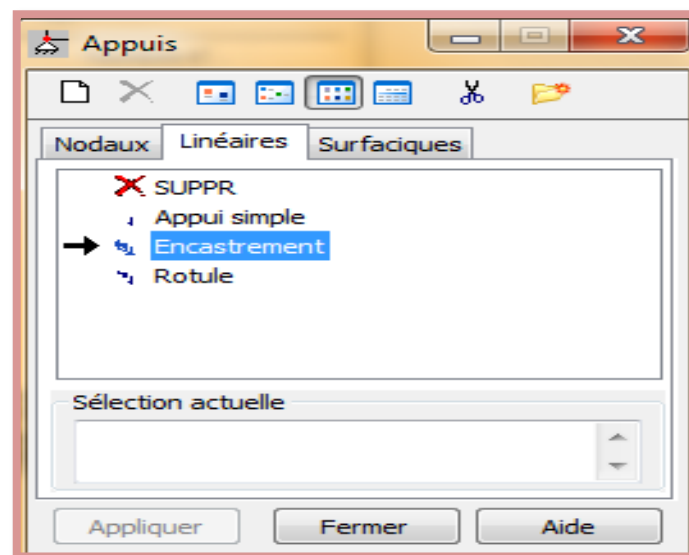 Appuis
Nodaux Linéaires Surfaciques
SUPPR
Appui simple
Encastrement
Rotule
Sélection actuelle
Appliquer Fermer Aide